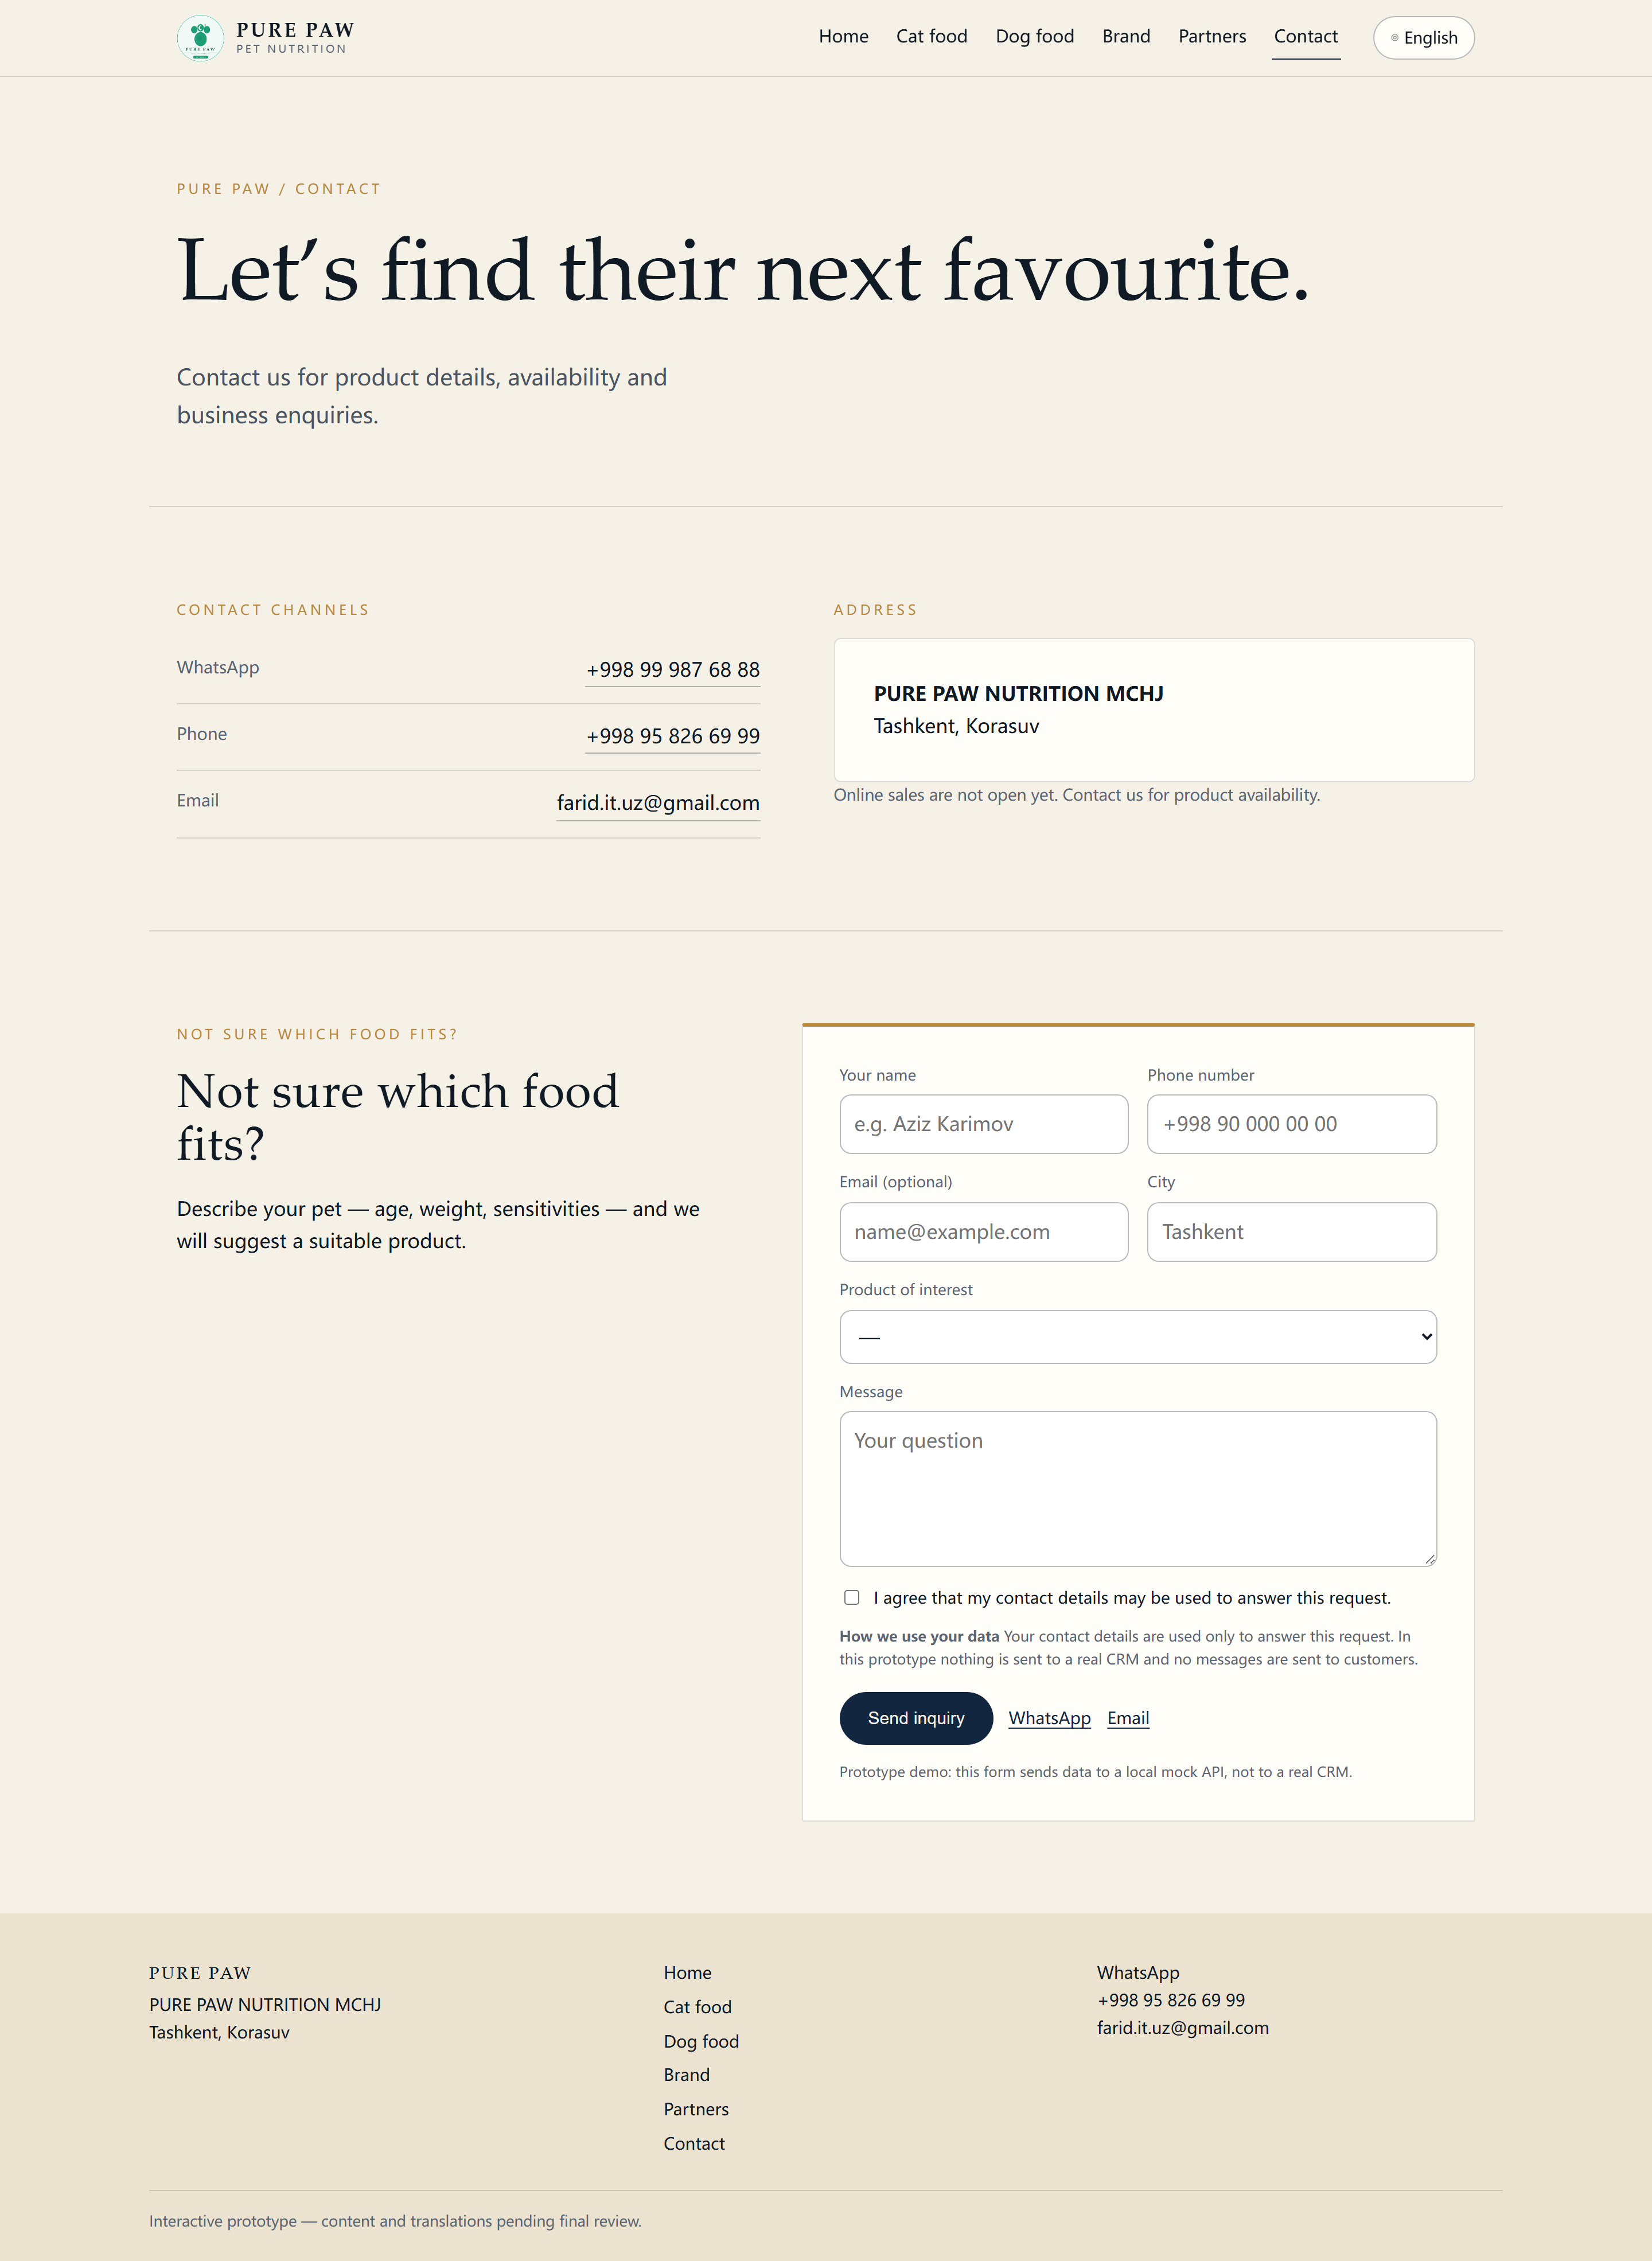 PURE PAW
PET NUTRITION
Home
Cat food
Dog food
Brand
Partners
Contact
English
PURE PAW / CONTACT
Let’s find their next favourite.
Contact us for product details, availability and
business enquiries.
CONTACT CHANNELS
WhatsApp
+998 99 987 68 88
Phone
+998 95 826 69 99
Email
farid.it.uz@gmail.com
ADDRESS
PURE PAW NUTRITION MCHJ
Tashkent, Korasuv
Online sales are not open yet. Contact us for product availability.
NOT SURE WHICH FOOD FITS?
Not sure which food
fits?
Describe your pet — age, weight, sensitivities — and we
will suggest a suitable product.
Your name
e.g. Aziz Karimov
Phone number
+998 90 000 00 00
Email (optional)
name@example.com
City
Tashkent
Product of interest
—
Message
Your question
I agree that my contact details may be used to answer this request.
How we use your data Your contact details are used only to answer this request. In
this prototype nothing is sent to a real CRM and no messages are sent to customers.
Send inquiry
WhatsApp
Email
Prototype demo: this form sends data to a local mock API, not to a real CRM.
PURE PAW
PURE PAW NUTRITION MCHJ
Tashkent, Korasuv
Home
Cat food
Dog food
Brand
Partners
Contact
WhatsApp
+998 95 826 69 99
farid.it.uz@gmail.com
Interactive prototype — content and translations pending final review.